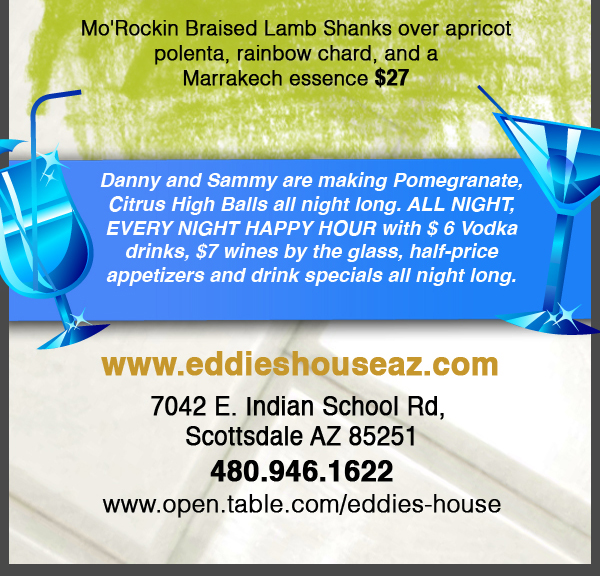 Mo'Rockin Braised Lamb Shanks over apricot
polenta, rainbow chard, and a
Marrakech essence $27
Danny and Sammy are making Pomegranate,
Citrus High Balls all night long. ALL NIGHT,
EVERY NIGHT HAPPY HOUR with $ 6 Vodka
drinks, $7 wines by the glass, half-price
appetizers and drink specials all night long.
www.eddieshouseaz.com
7042 E. Indian School Rd,
Scottsdale AZ 85251
480.946.1622
www.open.table.com/eddies-house